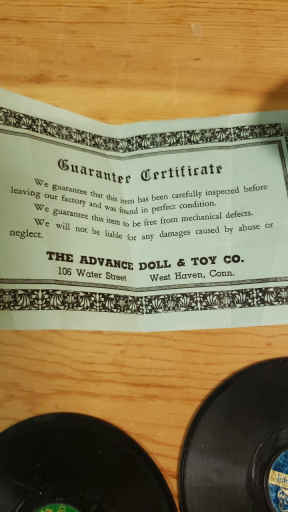 Guarantee Certificate
We guarantee that this item has been carefully inspected before
leaving our factory and was found in perfect condition.
We guarantee this item to be free from mechanical defects.
We will not be liable for any damages caused by abuse or
neglect.
THE ADVANCE DOLL & TOY CO.
106 Water Street West Haven, Conn.